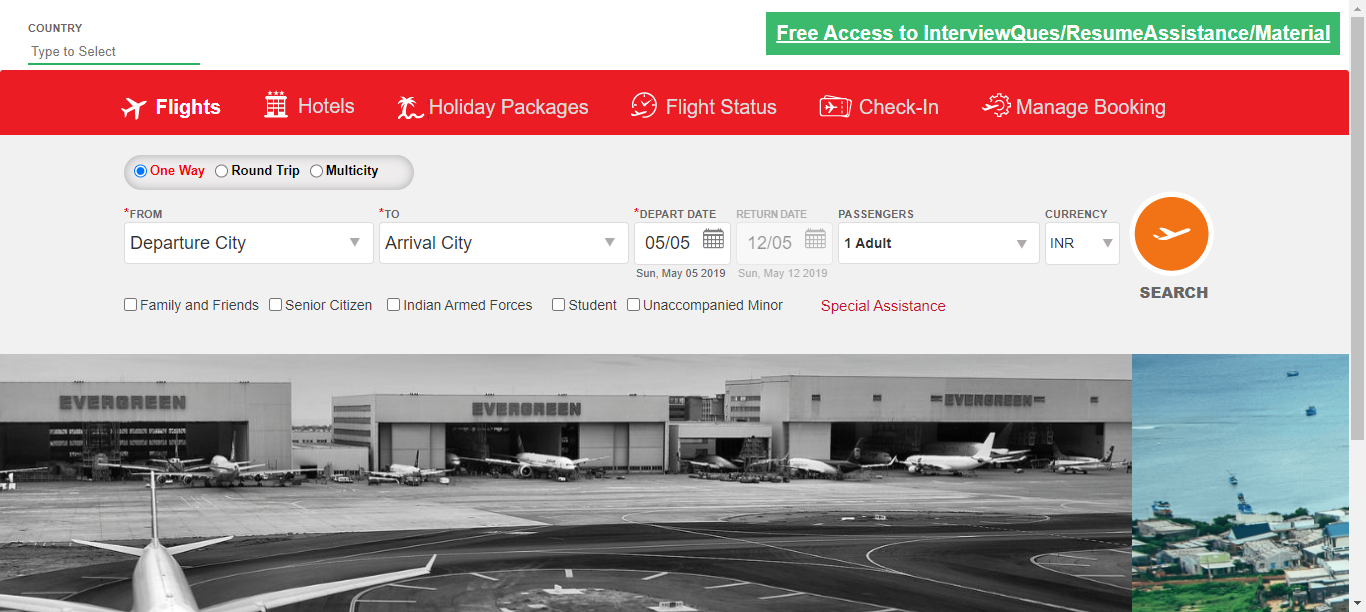 COUNTRY
Type to Select
Free Access to InterviewQues/ResumeAssistance/Material
Flights Hotels Holiday Packages Flight Status Check-In Manage Booking
One Way Round Trip Multicity
*FROM *TO *DEPART DATE RETURN DATE PASSENGERS CURRENCY
Departure City Arrival City 05/05 12/05 1 Adult INR
Sun, May 05 2019 Sun, May 12 2019
SEARCH
Family and Friends Senior Citizen Indian Armed Forces Student Unaccompanied Minor Special Assistance
EVERGREEN EVERGREEN EVERGREEN